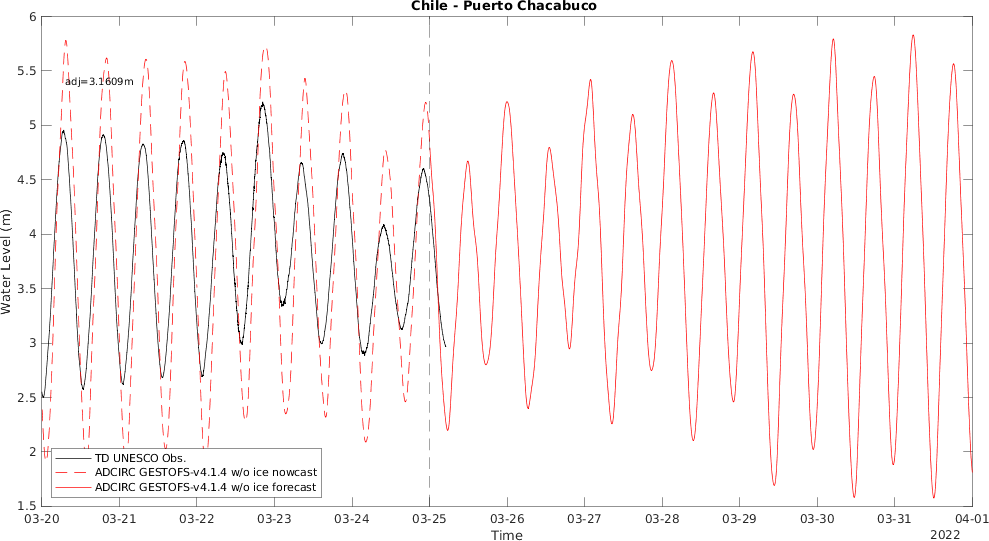 Chile - Puerto Chacabuco
6
5.5
5
4.5
4
3.5
3
2.5
2
1.5
Water Level (m)
adj=3.1609m
TD UNESCO Obs.
ADCIRC GESTOFS-v4.1.4 w/o ice nowcast
ADCIRC GESTOFS-v4.1.4 w/o ice forecast
03-20 03-21 03-22 03-23 03-24 03-25 03-26 03-27 03-28 03-29 03-30 03-31 04-01
Time
2022